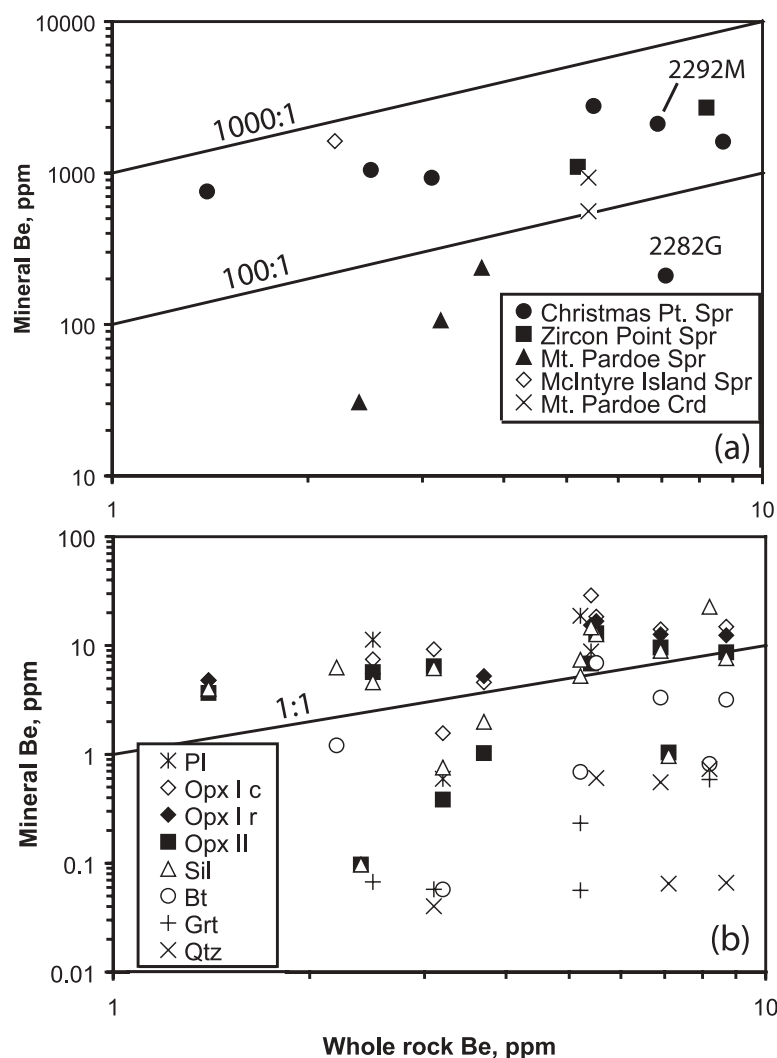 10000
1000
100
10
Mineral Be, ppm
1000:1
100:1
2292M
2282G
Christmas Pt. Spr
Zircon Point Spr
Mt. Pardoe Spr
McIntyre Island Spr
Mt. Pardoe Crd
(a)
1
10
100
10
1
0.1
0.01
Mineral Be, ppm
1:1
Pl
Opx I c
Opx I r
Opx II
Sil
Bt
Grt
Qtz
(b)
1
10
Whole rock Be, ppm